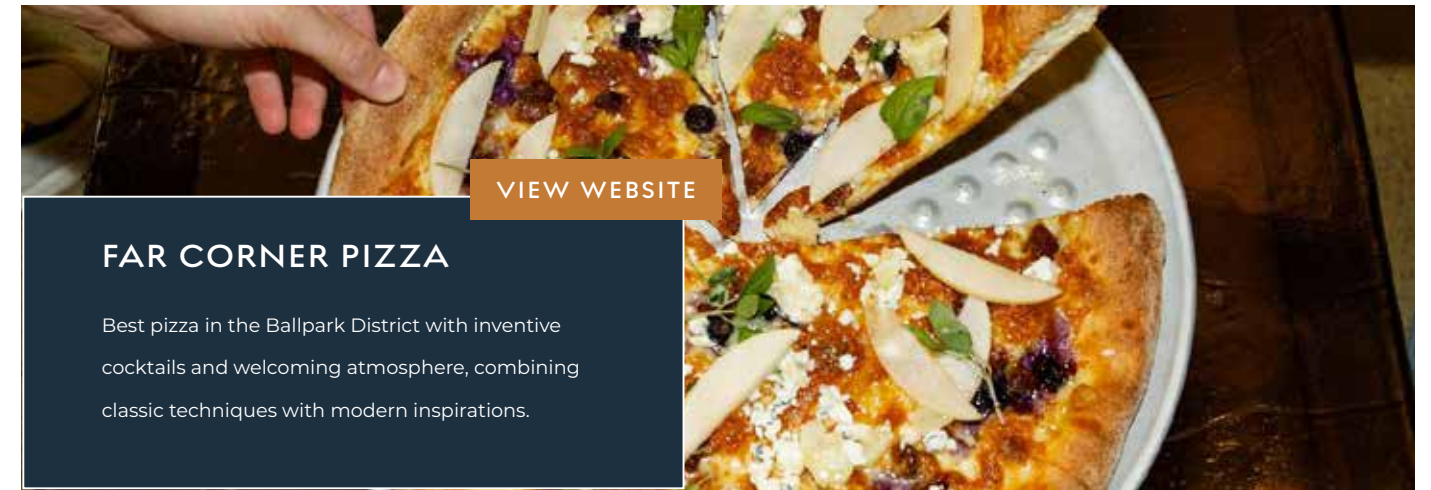 VIEW WEBSITE
FAR CORNER PIZZA
Best pizza in the Ballpark District with inventive
cocktails and welcoming atmosphere, combining
classic techniques with modern inspirations.